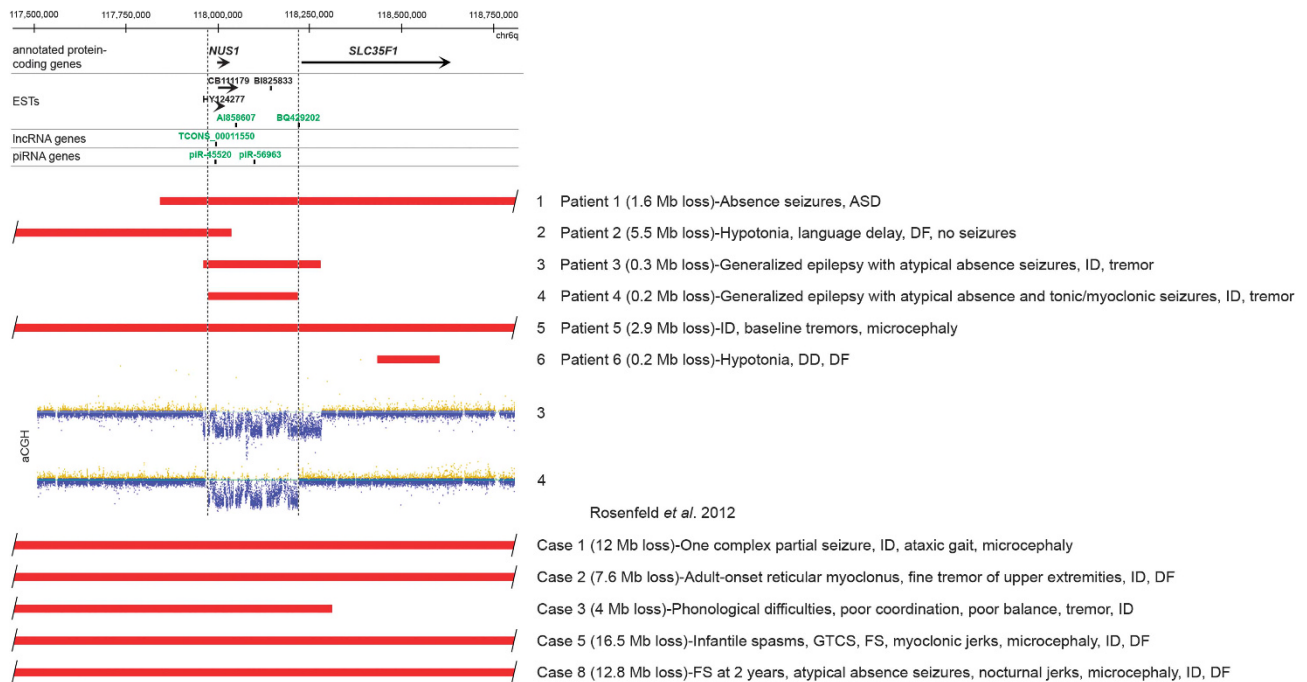 117,500,000 117,750,000 118,000,000 118,250,000 118,500,000 118,750,000
chr6q
annotated protein-
coding genes
NUS1 SLC35F1
CB111179 BI825833
ESTs
HY124277
AI858607 BQ429202
lncRNA genes TCONS_00011550
piRNA genes piR-45520 piR-56963
1 Patient 1 (1.6 Mb loss)-Absence seizures, ASD
2 Patient 2 (5.5 Mb loss)-Hypotonia, language delay, DF, no seizures
3 Patient 3 (0.3 Mb loss)-Generalized epilepsy with atypical absence seizures, ID, tremor
4 Patient 4 (0.2 Mb loss)-Generalized epilepsy with atypical absence and tonic/myoclonic seizures, ID, tremor
5 Patient 5 (2.9 Mb loss)-ID, baseline tremors, microcephaly
6 Patient 6 (0.2 Mb loss)-Hypotonia, DD, DF
aCGH
3
4
Rosenfeld et al. 2012
Case 1 (12 Mb loss)-One complex partial seizure, ID, ataxic gait, microcephaly
Case 2 (7.6 Mb loss)-Adult-onset reticular myoclonus, fine tremor of upper extremities, ID, DF
Case 3 (4 Mb loss)-Phonological difficulties, poor coordination, poor balance, tremor, ID
Case 5 (16.5 Mb loss)-Infantile spasms, GTCS, FS, myoclonic jerks, microcephaly, ID, DF
Case 8 (12.8 Mb loss)-FS at 2 years, atypical absence seizures, nocturnal jerks, microcephaly, ID, DF